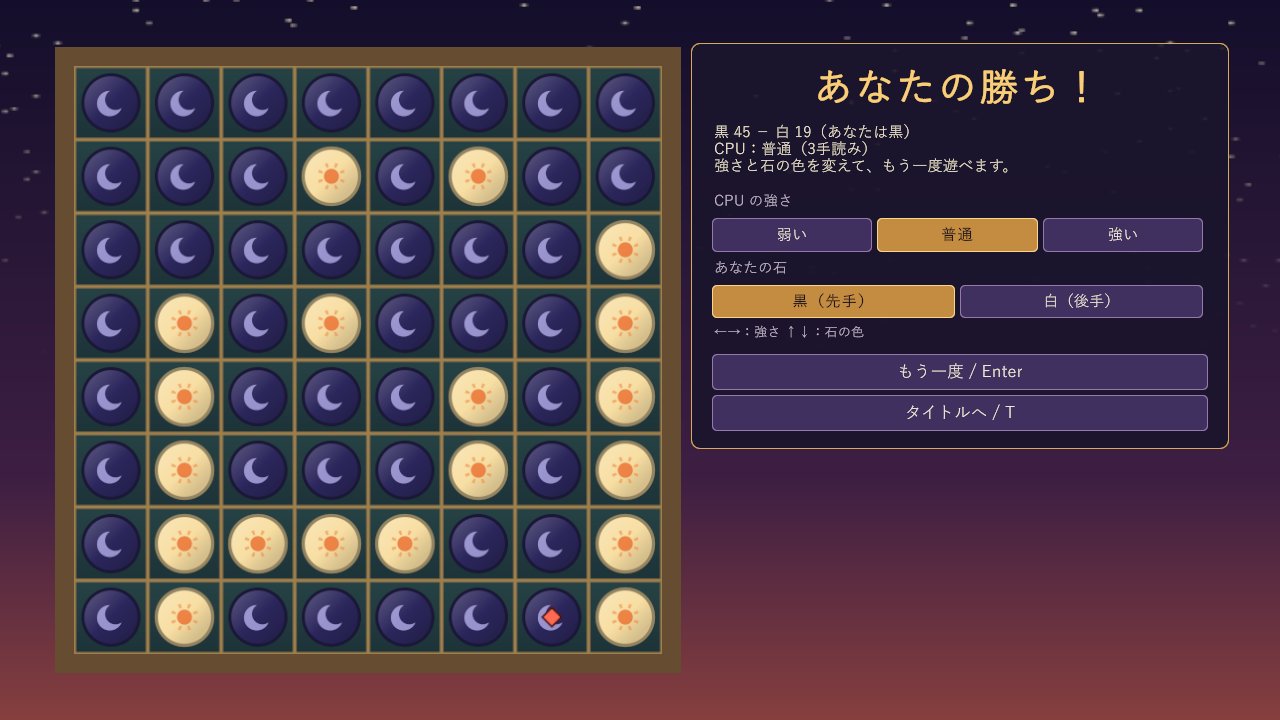 あなたの勝ち！
黒 45 － 白 19（あなたは黒）
CPU：普通（3手読み）
強さと石の色を変えて、もう一度遊べます。
CPU の強さ
弱い 普通 強い
あなたの石
黒（先手） 白（後手）
←→：強さ ↑↓：石の色
もう一度 / Enter
タイトルへ / T